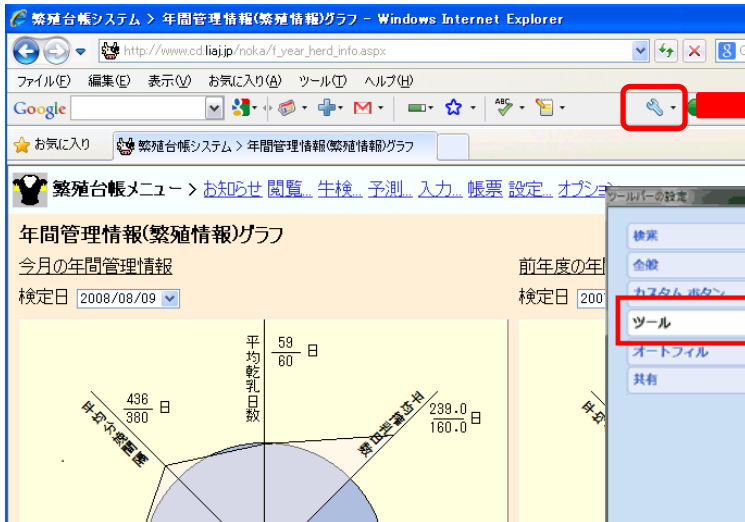 繁殖台帳システム > 年間管理情報(繁殖情報)グラフ - Windows Internet Explorer
http://www.cd.liaj.jp/noka/f_year_herd_info.aspx
ファイル(F) 編集(E) 表示(V) お気に入り(A) ツール(T) ヘルプ(H)
Google
お気に入り
繁殖台帳システム > 年間管理情報(繁殖情報)グラフ
繁殖台帳メニュー > お知らせ 閲覧... 牛検... 予測... 入力... 帳票 設定... オプショ
ツールバーの設定
検索
全般
カスタム ボタン
ツール
オートフィル
共有
年間管理情報(繁殖情報)グラフ
今月の年間管理情報
検定日 2008/08/09
前年度の年
検定日 200
平均乾乳日数 59/60 日
平均分娩間隔 436/380 日
239.0/160.0 日